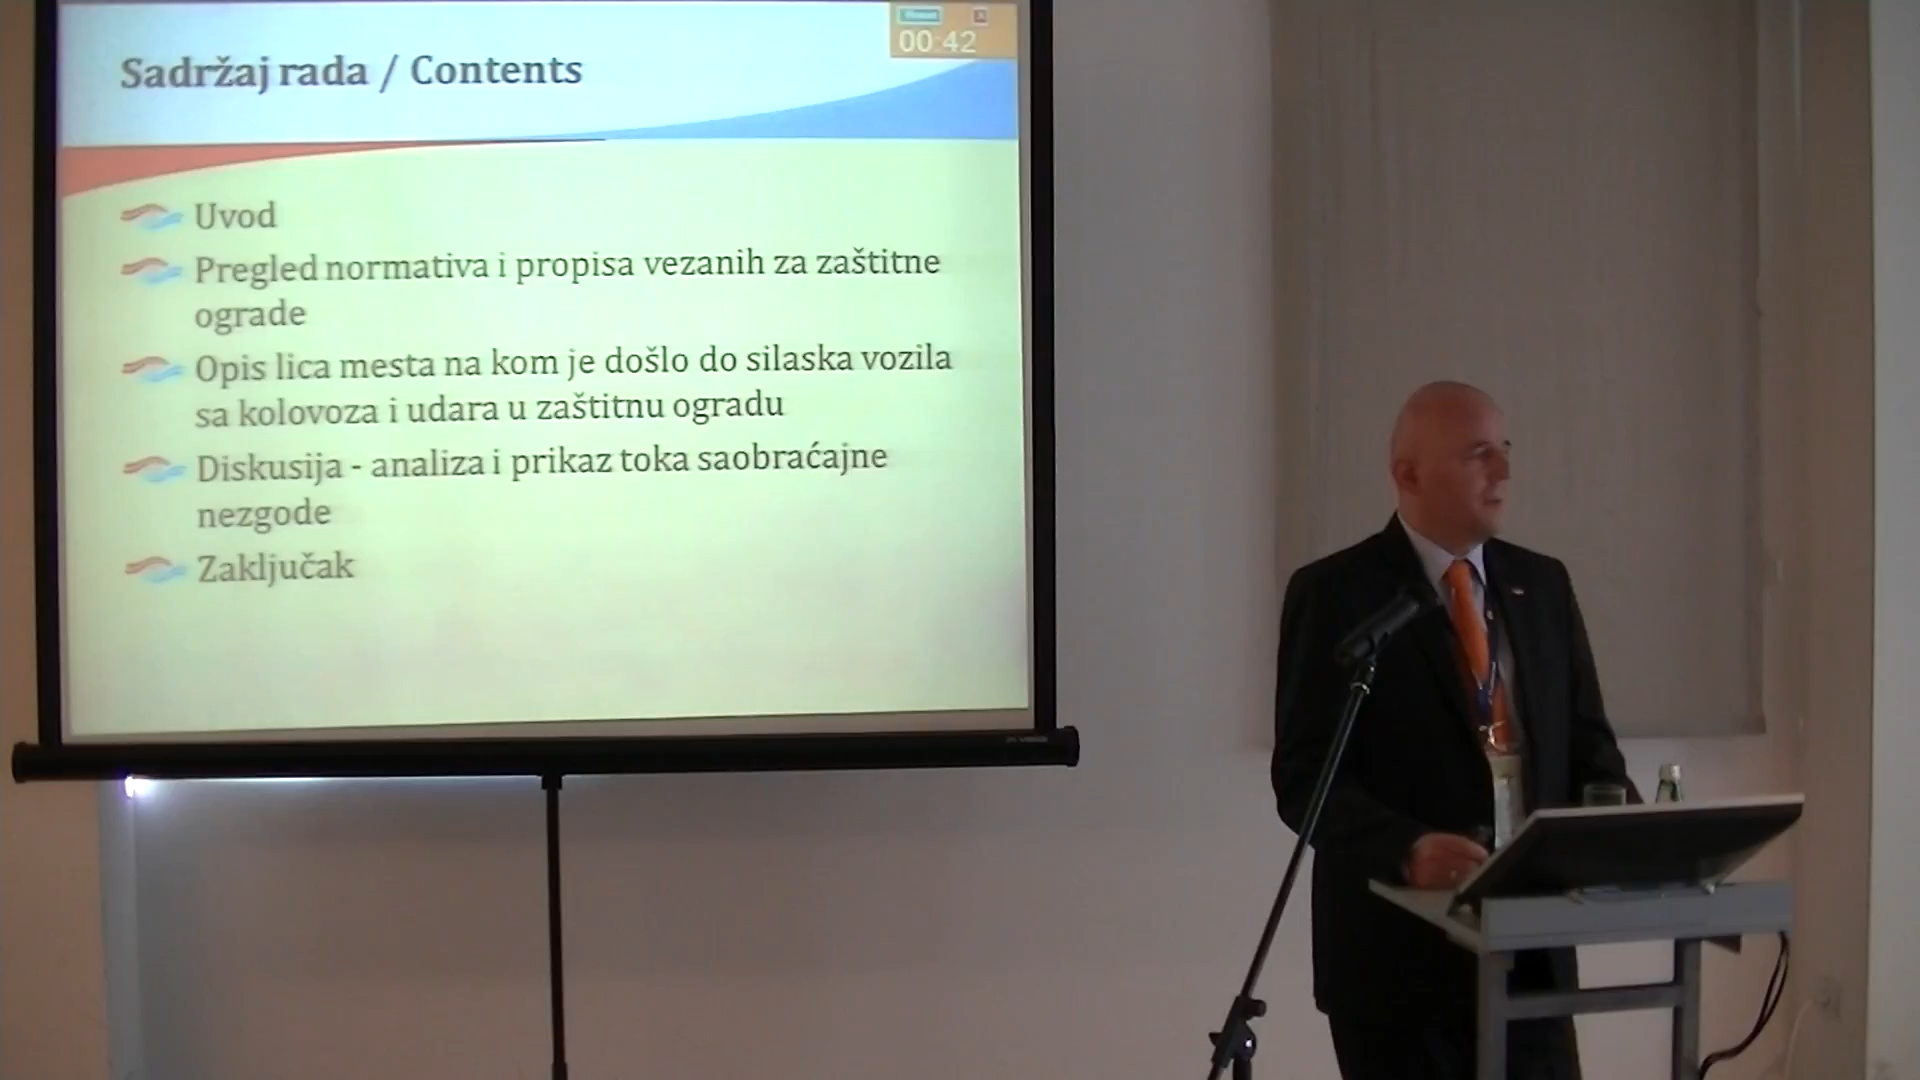 00:42
Sadržaj rada / Contents
Uvod
Pregled normativa i propisa vezanih za zaštitne
ograde
Opis lica mesta na kom je došlo do silaska vozila
sa kolovoza i udara u zaštitnu ogradu
Diskusija - analiza i prikaz toka saobraćajne
nezgode
Zaključak